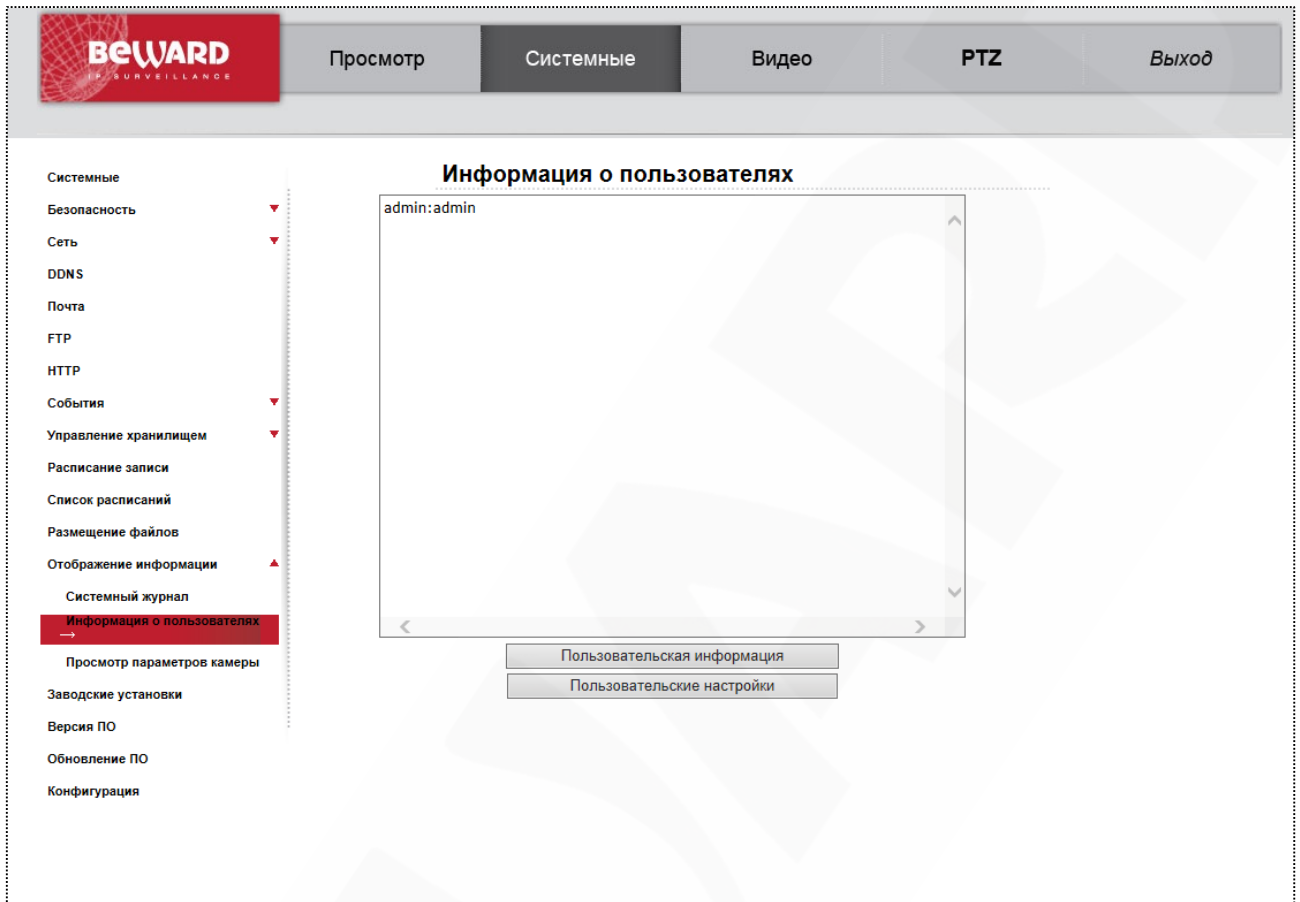 BEWARD
IP SURVEILLANCE
Просмотр
Системные
Видео
PTZ
Выход
Системные
Безопасность
Сеть
DDNS
Почта
FTP
HTTP
События
Управление хранилищем
Расписание записи
Список расписаний
Размещение файлов
Отображение информации
Системный журнал
Информация о пользователях
→
Просмотр параметров камеры
Заводские установки
Версия ПО
Обновление ПО
Конфигурация
Информация о пользователях
admin:admin
Пользовательская информация
Пользовательские настройки